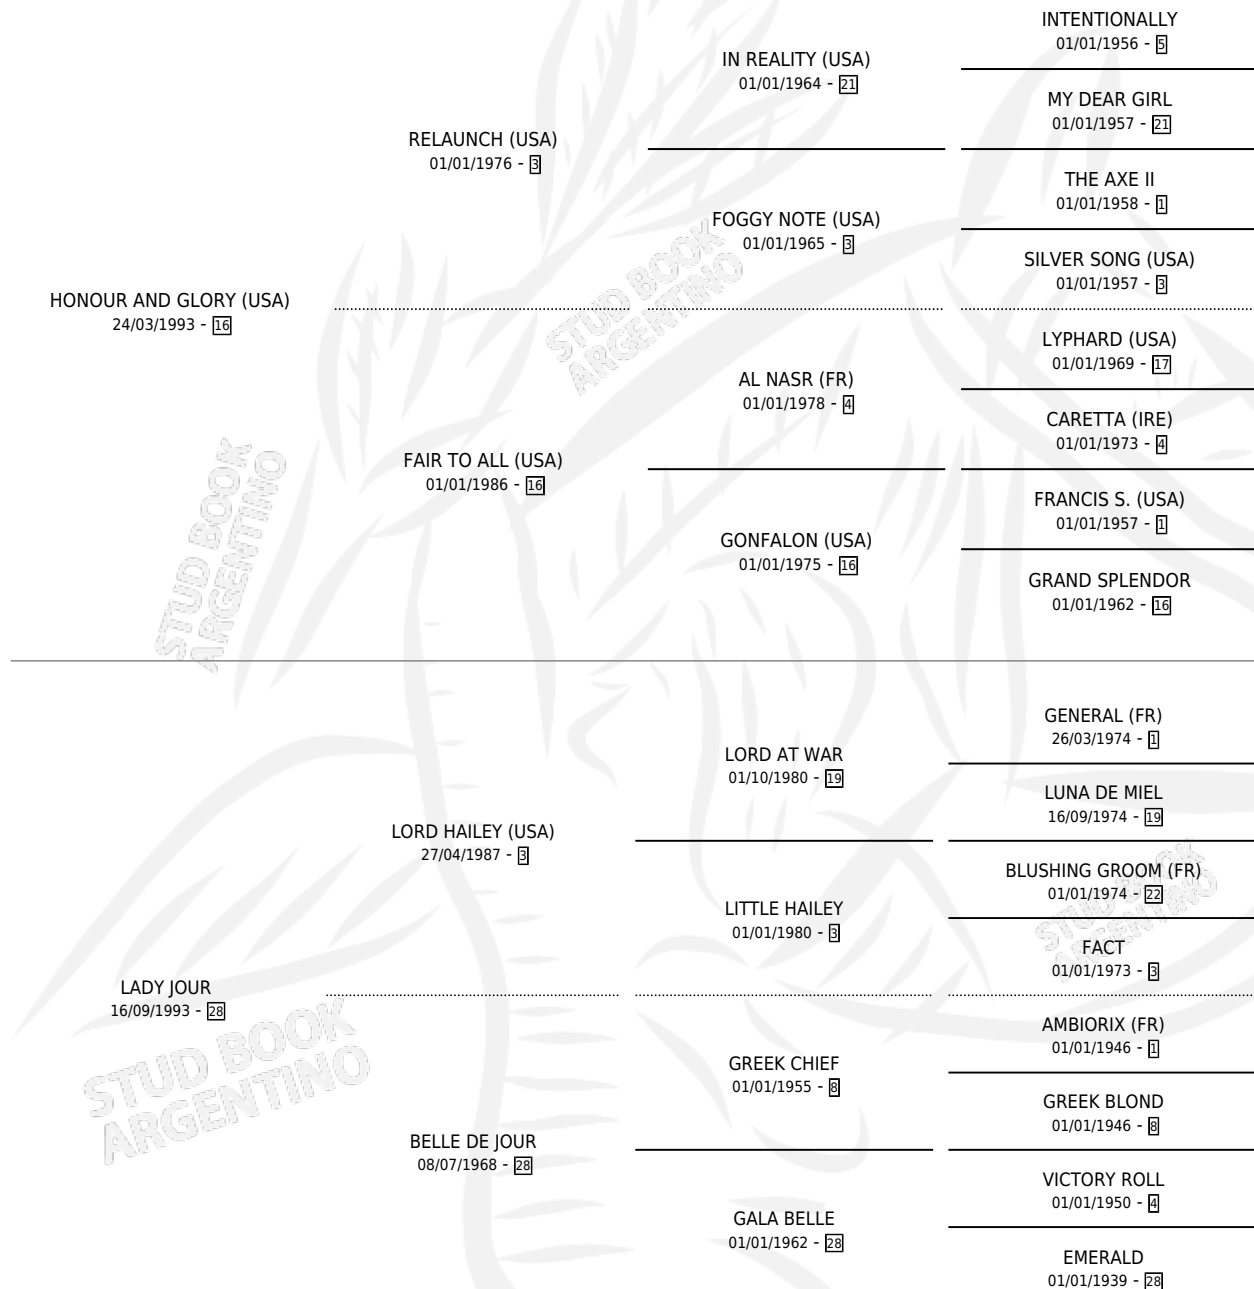 INTENTIONALLY
01/01/1956 - 5
IN REALITY (USA)
01/01/1964 - 21
MY DEAR GIRL
01/01/1957 - 21
RELAUNCH (USA)
01/01/1976 - 3
THE AXE II
01/01/1958 - 1
FOGGY NOTE (USA)
01/01/1965 - 3
SILVER SONG (USA)
01/01/1957 - 3
HONOUR AND GLORY (USA)
24/03/1993 - 16
LYPHARD (USA)
01/01/1969 - 17
AL NASR (FR)
01/01/1978 - 4
CARETTA (IRE)
01/01/1973 - 4
FAIR TO ALL (USA)
01/01/1986 - 16
FRANCIS S. (USA)
01/01/1957 - 1
GONFALON (USA)
01/01/1975 - 16
GRAND SPLENDOR
01/01/1962 - 16
GENERAL (FR)
26/03/1974 - 1
LORD AT WAR
01/10/1980 - 19
LUNA DE MIEL
16/09/1974 - 19
LORD HAILEY (USA)
27/04/1987 - 3
BLUSHING GROOM (FR)
01/01/1974 - 22
LITTLE HAILEY
01/01/1980 - 3
FACT
01/01/1973 - 3
LADY JOUR
16/09/1993 - 28
AMBIORIX (FR)
01/01/1946 - 1
GREEK CHIEF
01/01/1955 - 8
GREEK BLOND
01/01/1946 - 8
BELLE DE JOUR
08/07/1968 - 28
VICTORY ROLL
01/01/1950 - 4
GALA BELLE
01/01/1962 - 28
EMERALD
01/01/1939 - 28
STUD BOOK
ARGENTINO
STUD BOOK
ARGENTINO
STUD BOOK
ARGENTINO
STUD BOOK
ARGENTINO